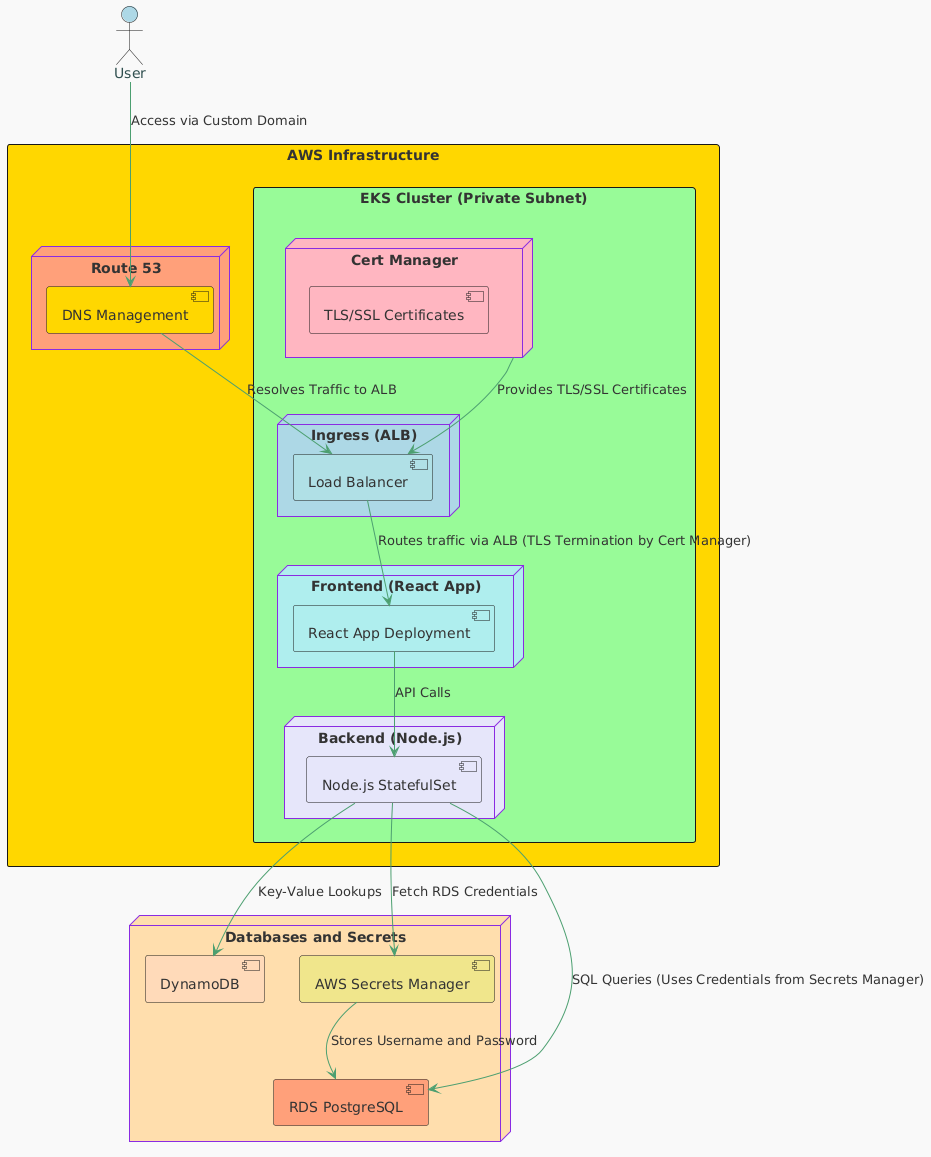 User
Access via Custom Domain
AWS Infrastructure
EKS Cluster (Private Subnet)
Route 53
DNS Management
Cert Manager
TLS/SSL Certificates
Resolves Traffic to ALB
Provides TLS/SSL Certificates
Ingress (ALB)
Load Balancer
Routes traffic via ALB (TLS Termination by Cert Manager)
Frontend (React App)
React App Deployment
API Calls
Backend (Node.js)
Node.js StatefulSet
Key-Value Lookups
Fetch RDS Credentials
SQL Queries (Uses Credentials from Secrets Manager)
Databases and Secrets
DynamoDB
AWS Secrets Manager
Stores Username and Password
RDS PostgreSQL